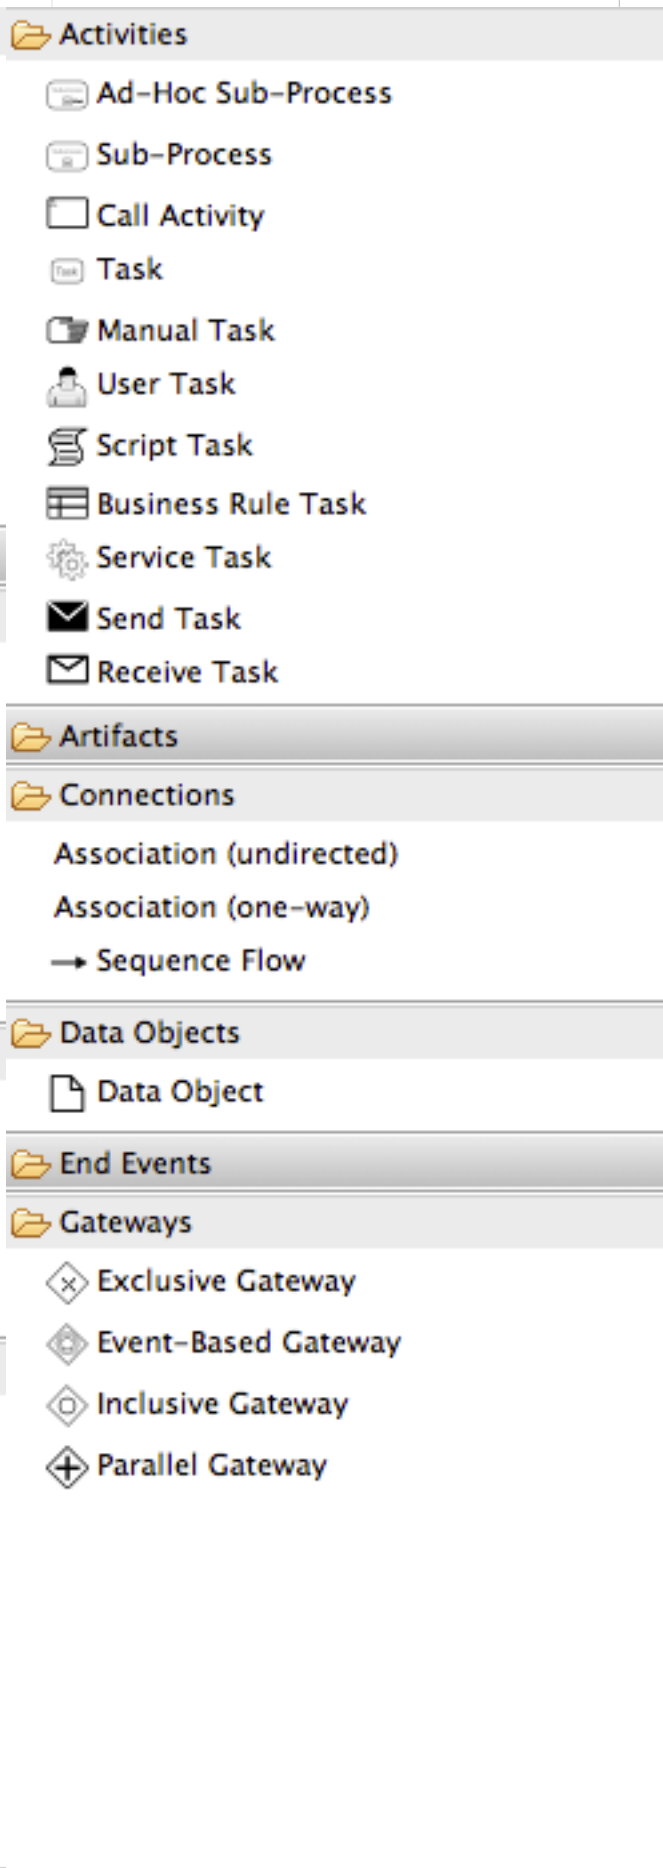 Activities
Ad-Hoc Sub-Process
Sub-Process
Call Activity
Task
Manual Task
User Task
Script Task
Business Rule Task
Service Task
Send Task
Receive Task
Artifacts
Connections
Association (undirected)
Association (one-way)
Sequence Flow
Data Objects
Data Object
End Events
Gateways
Exclusive Gateway
Event-Based Gateway
Inclusive Gateway
Parallel Gateway